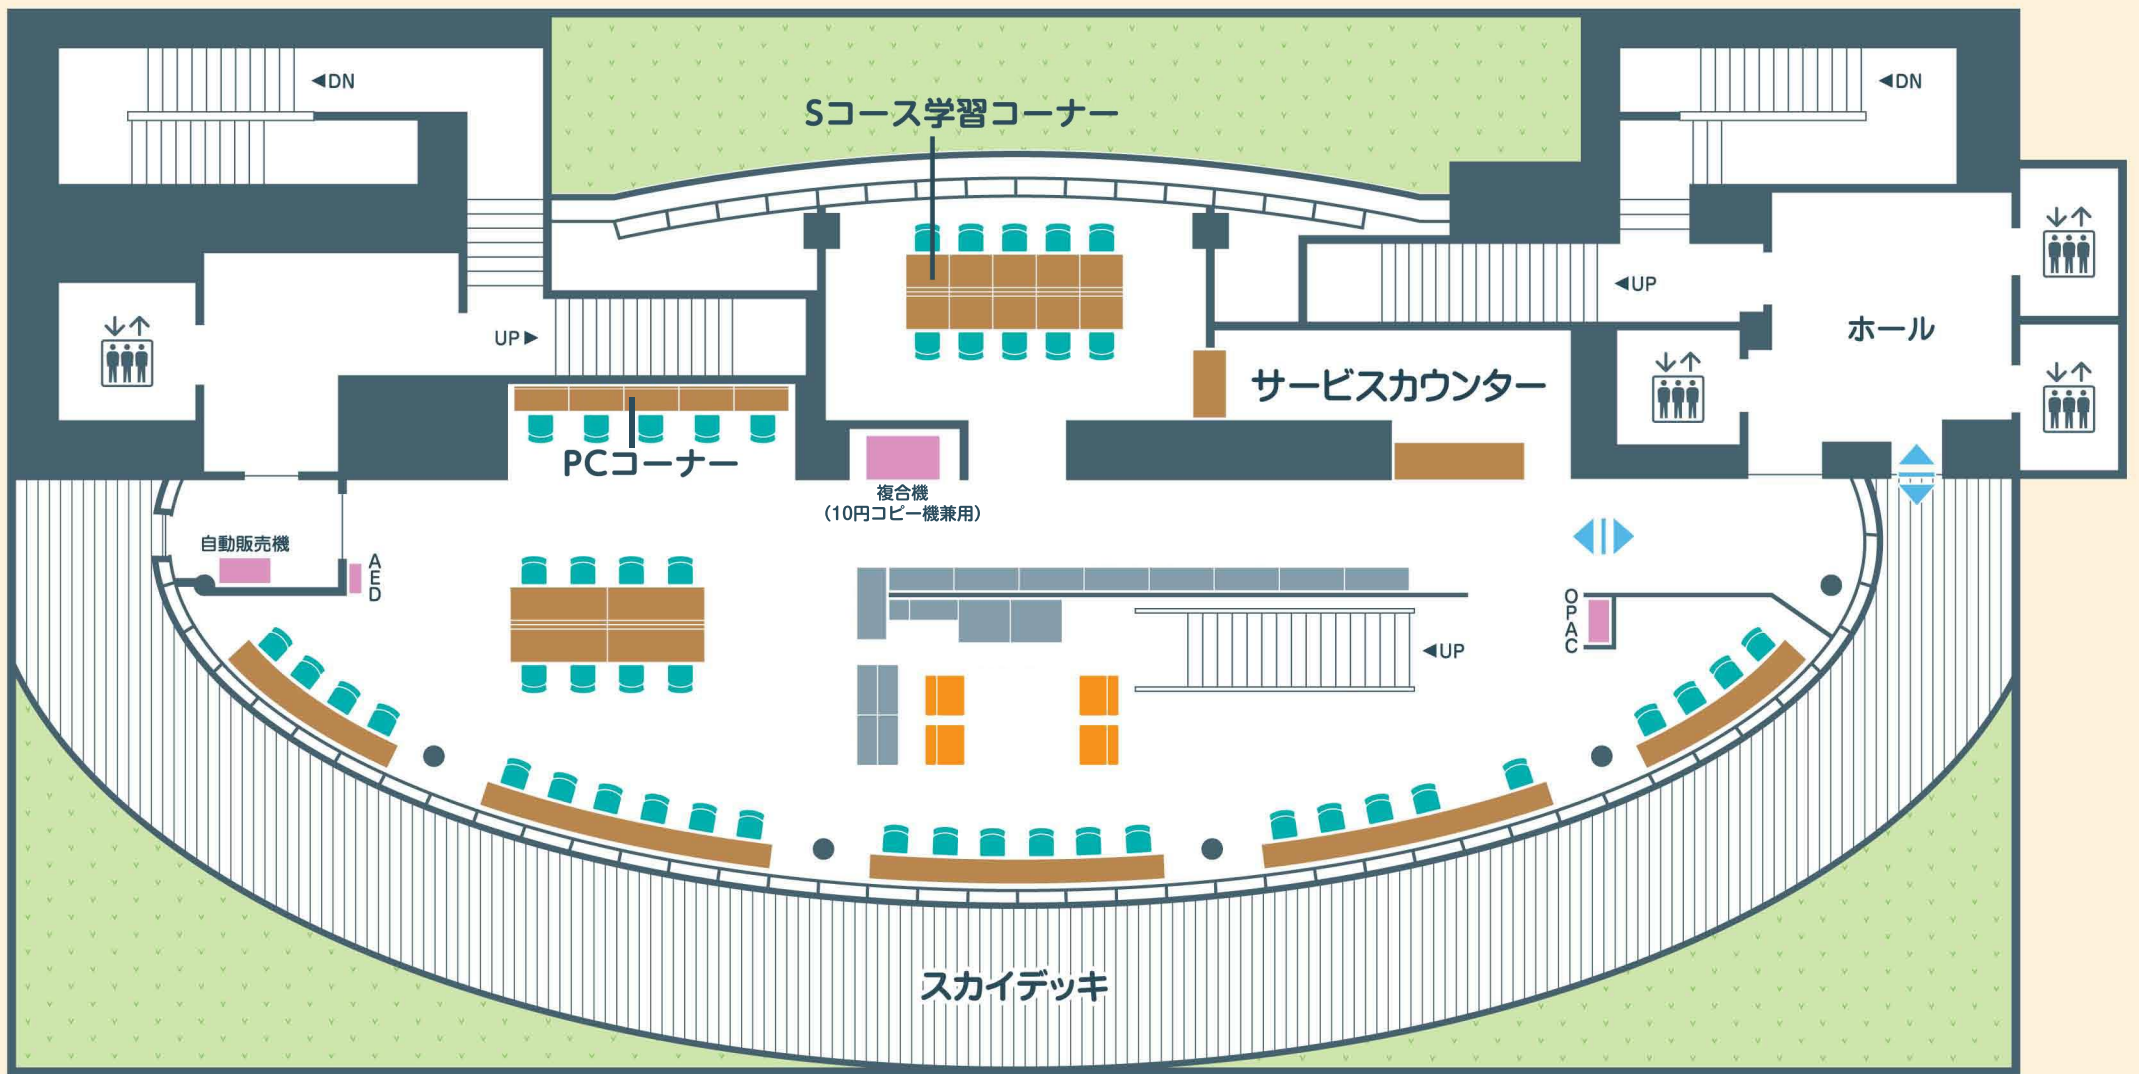 ◀DN
◀DN
Sコース学習コーナー
◀UP
UP▶
ホール
サービスカウンター
PCコーナー
複合機
（10円コピー機兼用）
自動販売機
AED
OPAC
◀UP
スカイデッキ